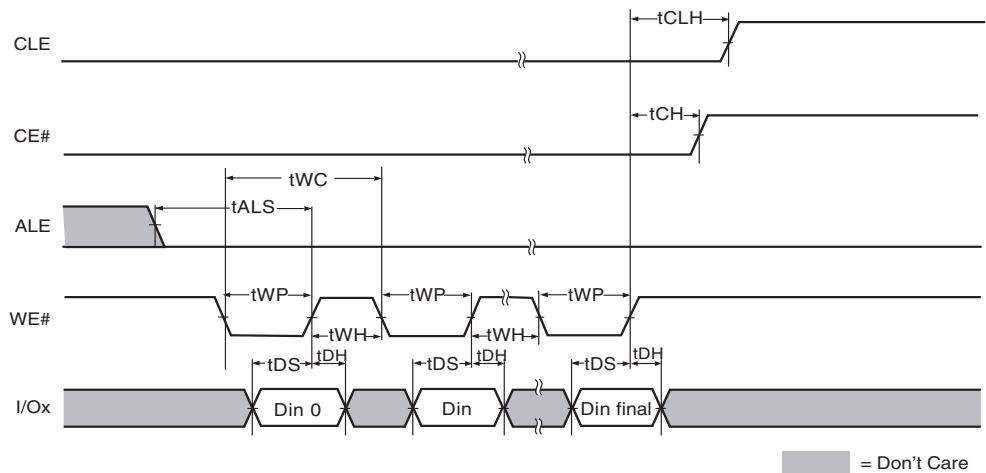 tCLH
CLE
tCH
CE#
tWC
tALS
ALE
tWP tWP tWP
WE#
tWH tWH
tDS tDH tDS tDH tDS tDH
I/Ox Din 0 Din Din final
= Don't Care